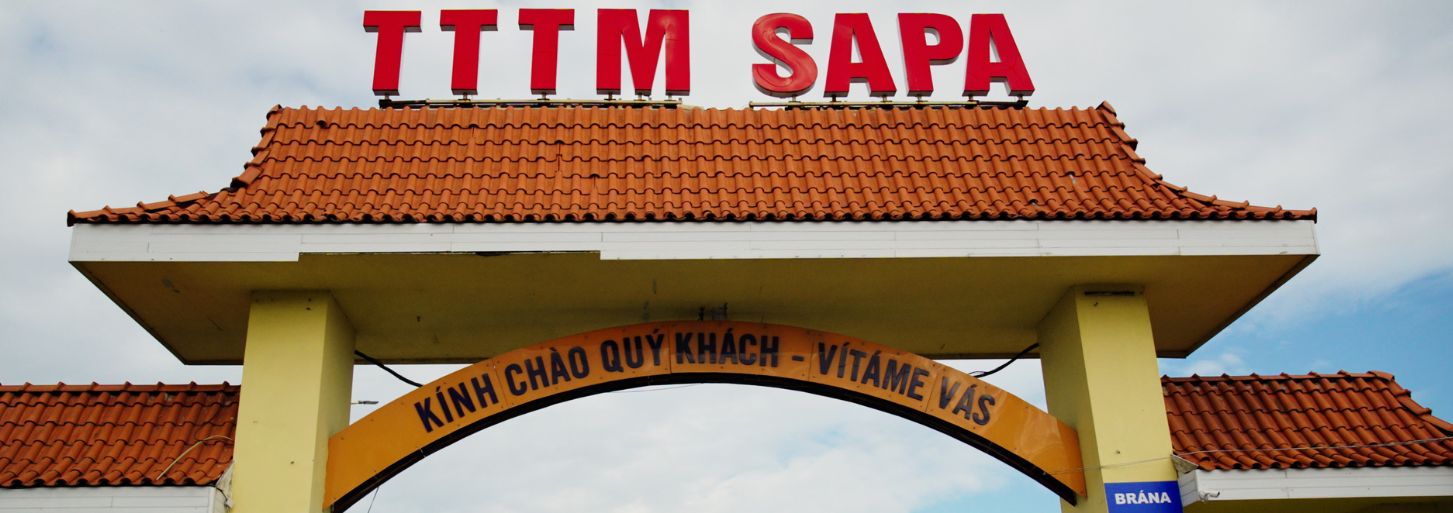 TTTM SAPA
KÍNH CHÀO QUÝ KHÁCH - VÍTÁME VÁS
BRÁNA